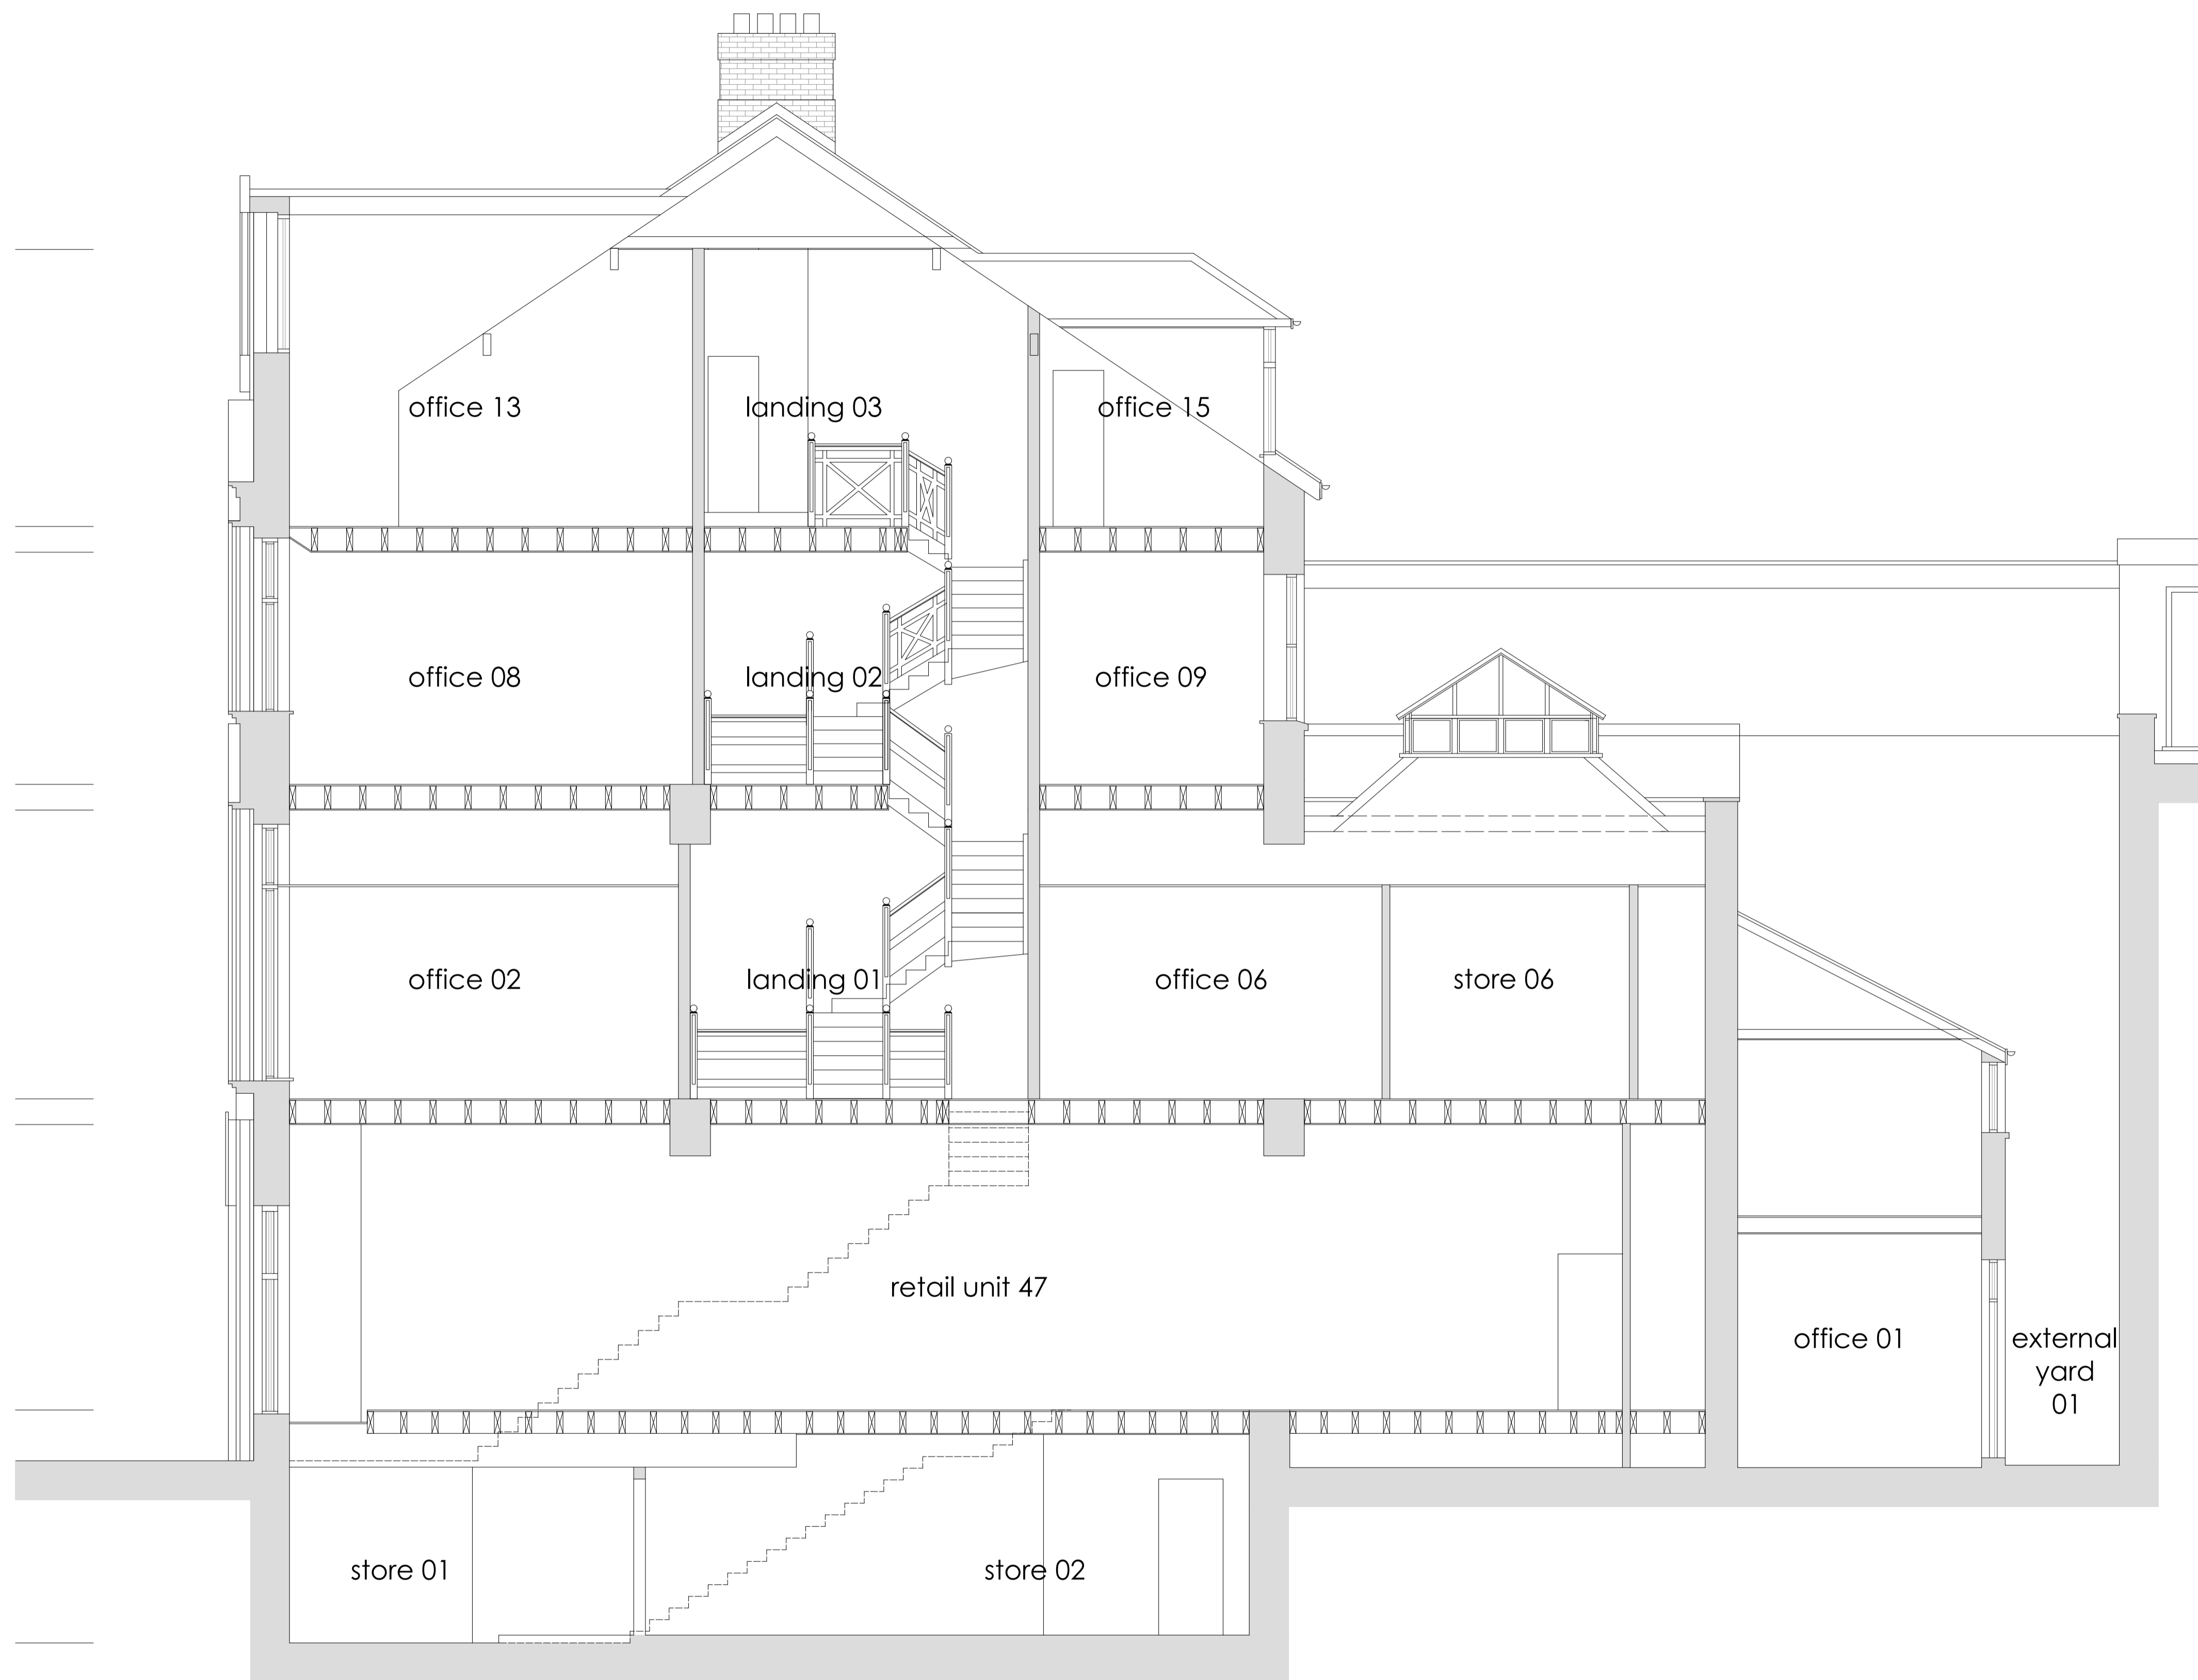 office 13
landing 03
office 15
office 08
landing 02
office 09
office 02
landing 01
office 06
store 06
retail unit 47
office 01
external
yard
01
store 01
store 02